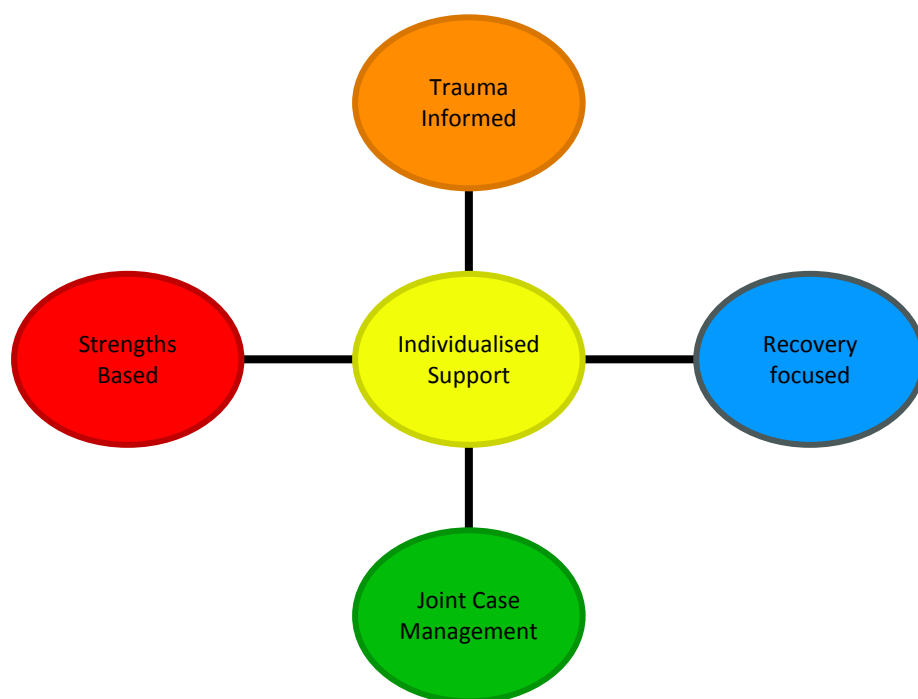 Trauma
Informed
Strengths
Based
Individualised
Support
Recovery
focused
Joint Case
Management